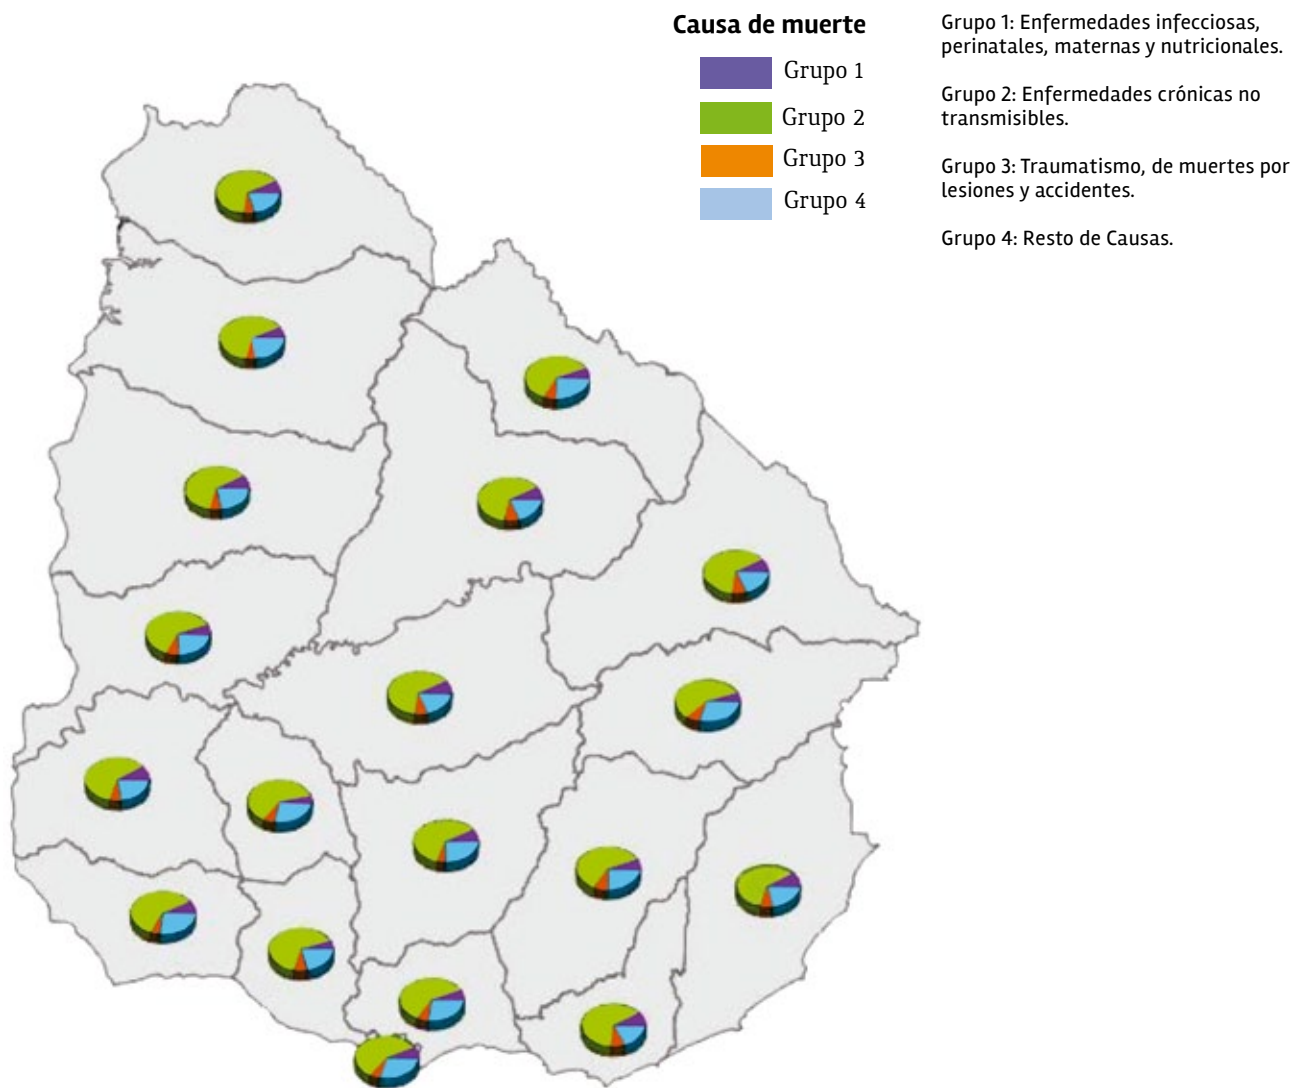 Causa de muerte
Grupo 1
Grupo 2
Grupo 3
Grupo 4
Grupo 1: Enfermedades infecciosas,
perinatales, maternas y nutricionales.
Grupo 2: Enfermedades crónicas no
transmisibles.
Grupo 3: Traumatismo, de muertes por
lesiones y accidentes.
Grupo 4: Resto de Causas.